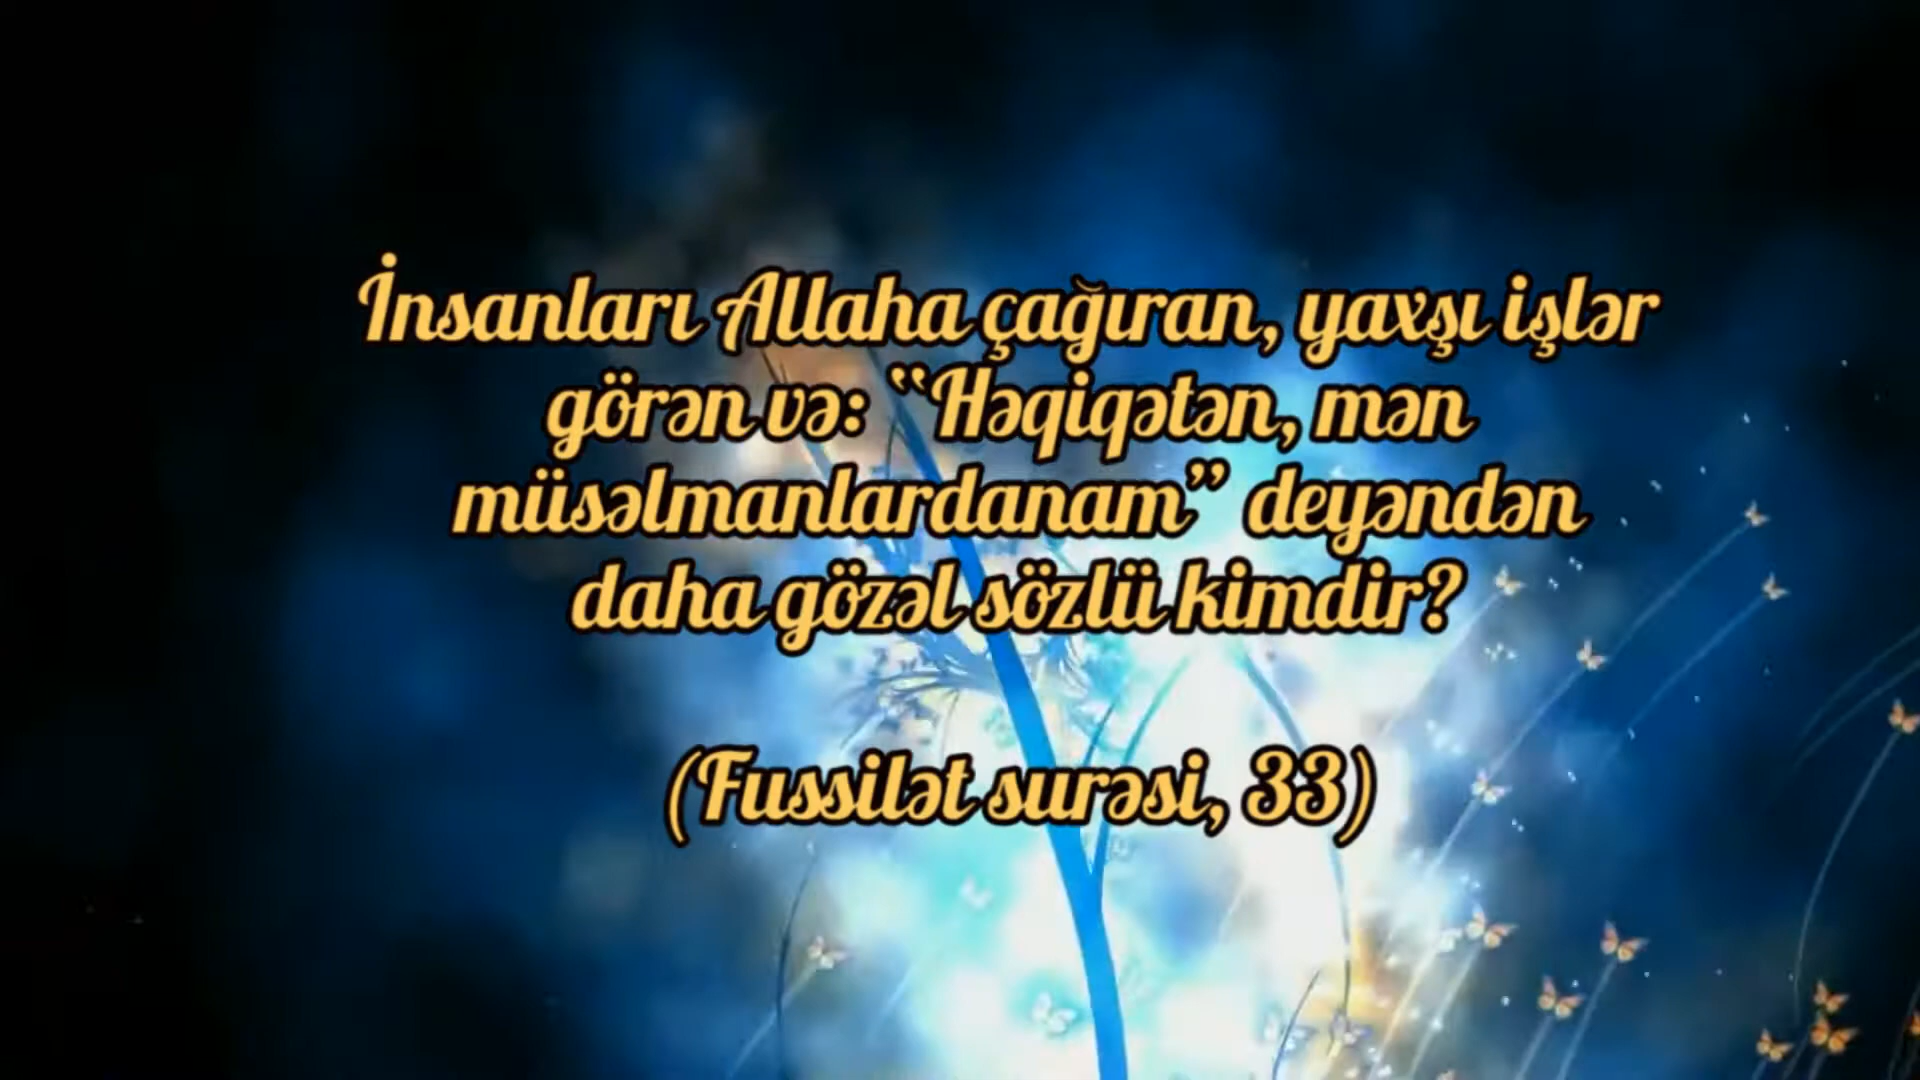 İnsanları Allaha çağıran, yaxşı işlər
görən və: “Həqiqətən, mən
müsəlmanlardanam” deyəndən
daha gözəl sözlü kimdir?
(Fussilət surəsi, 33)